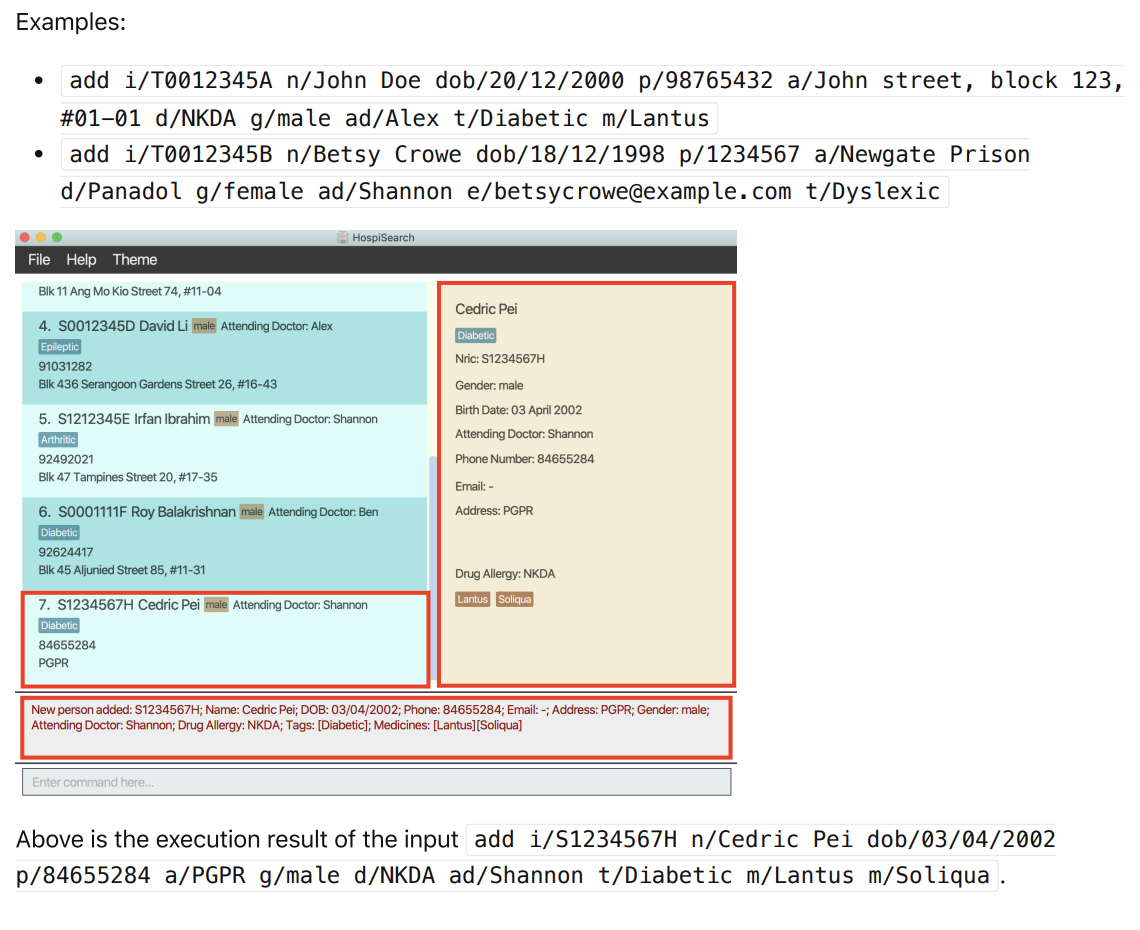 Examples:
add i/T0012345A n/John Doe dob/20/12/2000 p/98765432 a/John street, block 123,
#01-01 d/NKDA g/male ad/Alex t/Diabetic m/Lantus
add i/T0012345B n/Betsy Crowe dob/18/12/1998 p/1234567 a/Newgate Prison
d/Panadol g/female ad/Shannon e/betsycrowe@example.com t/Dyslexic
HospiSearch
File Help Theme
Blk 11 Ang Mo Kio Street 74, #11-04
4. S0012345D David Li male Attending Doctor: Alex
Epileptic
91031282
Blk 436 Serangoon Gardens Street 26, #16-43
5. S1212345E Irfan Ibrahim male Attending Doctor: Shannon
Arthritic
92492021
Blk 47 Tampines Street 20, #17-35
6. S0001111F Roy Balakrishnan male Attending Doctor: Ben
Diabetic
92624417
Blk 45 Aljunied Street 85, #11-31
7. S1234567H Cedric Pei male Attending Doctor: Shannon
Diabetic
84655284
PGPR
Cedric Pei
Diabetic
Nric: S1234567H
Gender: male
Birth Date: 03 April 2002
Attending Doctor: Shannon
Phone Number: 84655284
Email: -
Address: PGPR
Drug Allergy: NKDA
Lantus Soliqua
New person added: S1234567H; Name: Cedric Pei; DOB: 03/04/2002; Phone: 84655284; Email: -; Address: PGPR; Gender: male;
Attending Doctor: Shannon; Drug Allergy: NKDA; Tags: [Diabetic]; Medicines: [Lantus][Soliqua]
Enter command here...
Above is the execution result of the input add i/S1234567H n/Cedric Pei dob/03/04/2002
p/84655284 a/PGPR g/male d/NKDA ad/Shannon t/Diabetic m/Lantus m/Soliqua.